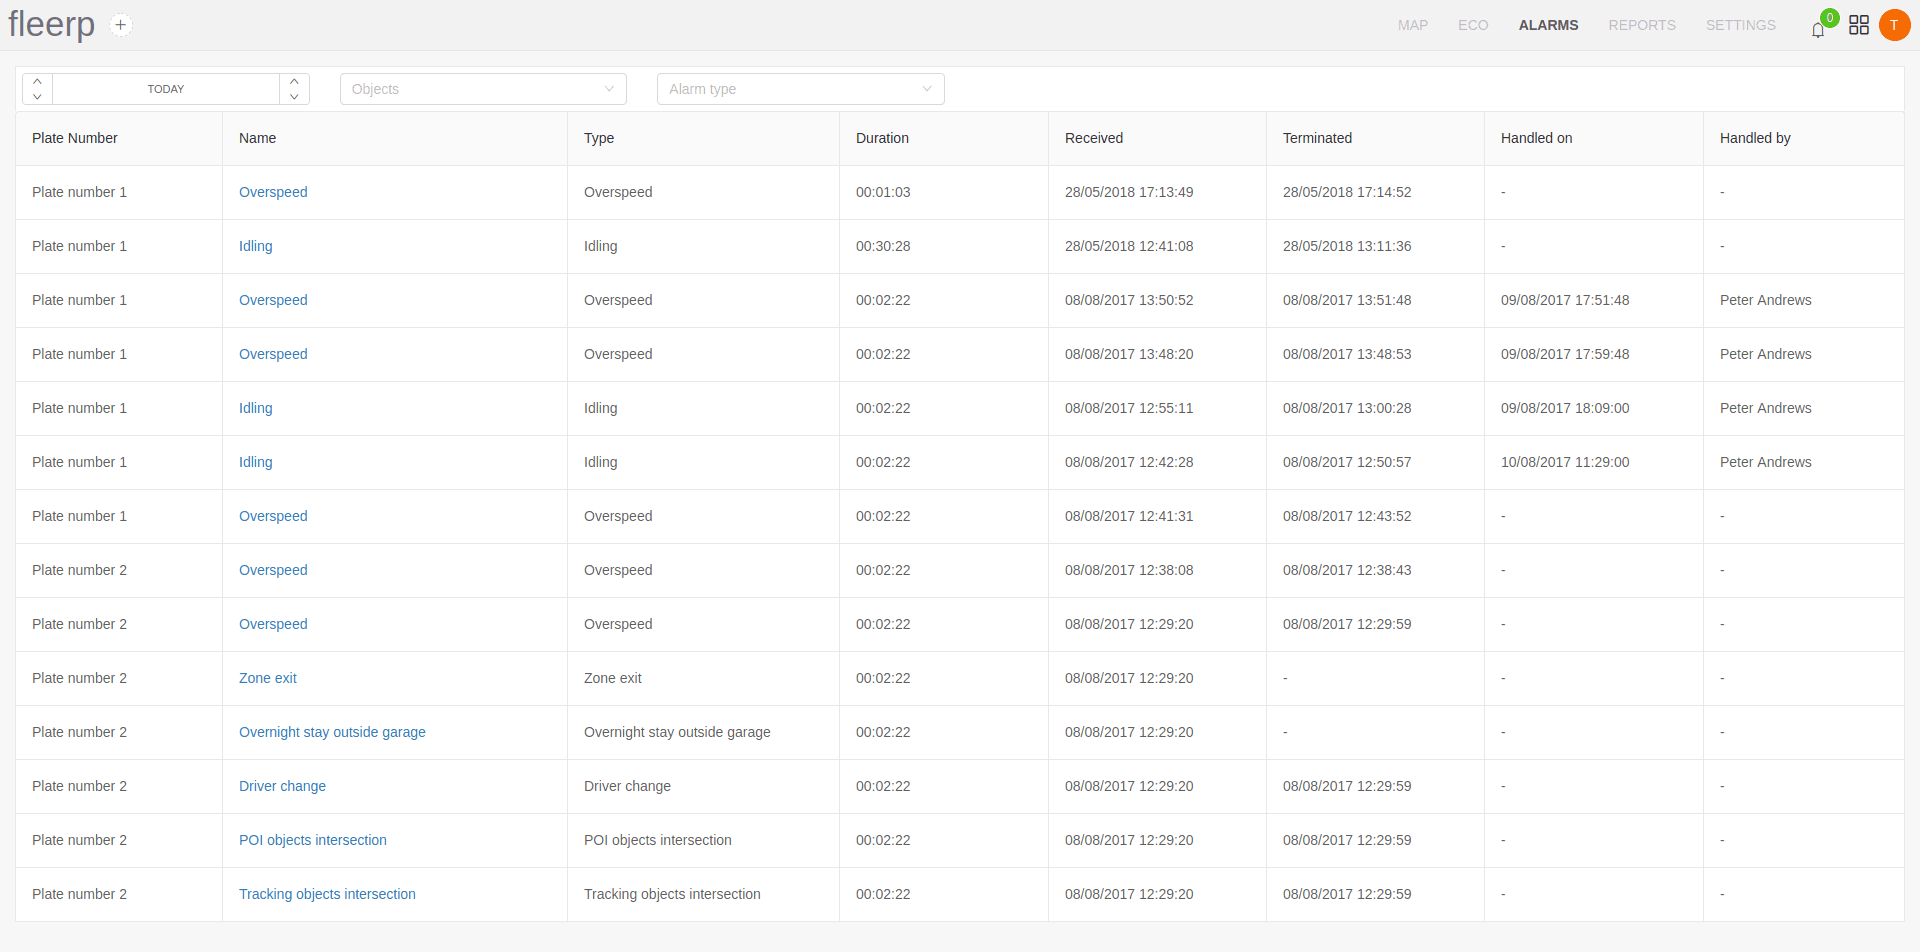 fleerp + MAP ECO ALARMS REPORTS SETTINGS 0 T
TODAY Objects Alarm type
Plate Number Name Type Duration Received Terminated Handled on Handled by
Plate number 1 Overspeed Overspeed 00:01:03 28/05/2018 17:13:49 28/05/2018 17:14:52 - -
Plate number 1 Idling Idling 00:30:28 28/05/2018 12:41:08 28/05/2018 13:11:36 - -
Plate number 1 Overspeed Overspeed 00:02:22 08/08/2017 13:50:52 08/08/2017 13:51:48 09/08/2017 17:51:48 Peter Andrews
Plate number 1 Overspeed Overspeed 00:02:22 08/08/2017 13:48:20 08/08/2017 13:48:53 09/08/2017 17:59:48 Peter Andrews
Plate number 1 Idling Idling 00:02:22 08/08/2017 12:55:11 08/08/2017 13:00:28 09/08/2017 18:09:00 Peter Andrews
Plate number 1 Idling Idling 00:02:22 08/08/2017 12:42:28 08/08/2017 12:50:57 10/08/2017 11:29:00 Peter Andrews
Plate number 1 Overspeed Overspeed 00:02:22 08/08/2017 12:41:31 08/08/2017 12:43:52 - -
Plate number 2 Overspeed Overspeed 00:02:22 08/08/2017 12:38:08 08/08/2017 12:38:43 - -
Plate number 2 Overspeed Overspeed 00:02:22 08/08/2017 12:29:20 08/08/2017 12:29:59 - -
Plate number 2 Zone exit Zone exit 00:02:22 08/08/2017 12:29:20 - - -
Plate number 2 Overnight stay outside garage Overnight stay outside garage 00:02:22 08/08/2017 12:29:20 - - -
Plate number 2 Driver change Driver change 00:02:22 08/08/2017 12:29:20 08/08/2017 12:29:59 - -
Plate number 2 POI objects intersection POI objects intersection 00:02:22 08/08/2017 12:29:20 08/08/2017 12:29:59 - -
Plate number 2 Tracking objects intersection Tracking objects intersection 00:02:22 08/08/2017 12:29:20 08/08/2017 12:29:59 - -